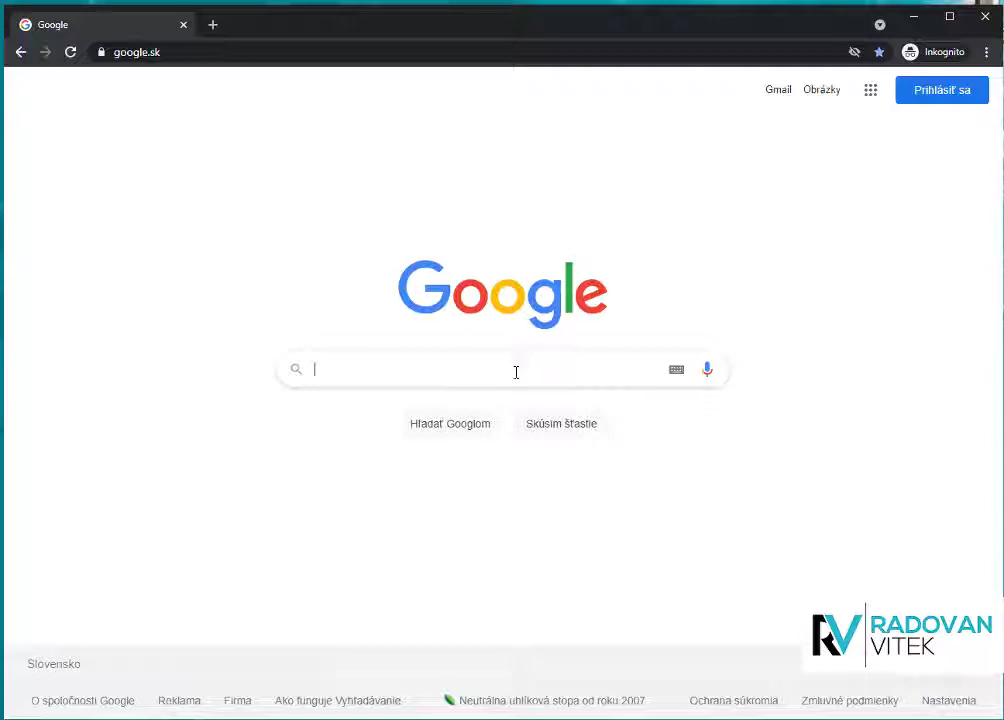 Google
google.sk
Inkognito
Gmail Obrázky Prihlásiť sa
Google
Hľadať Googlom Skúsim šťastie
RADOVAN
VITEK
Slovensko
O spoločnosti Google Reklama Firma Ako funguje Vyhľadávanie Neutrálna uhlíková stopa od roku 2007 Ochrana súkromia Zmluvné podmienky Nastavenia